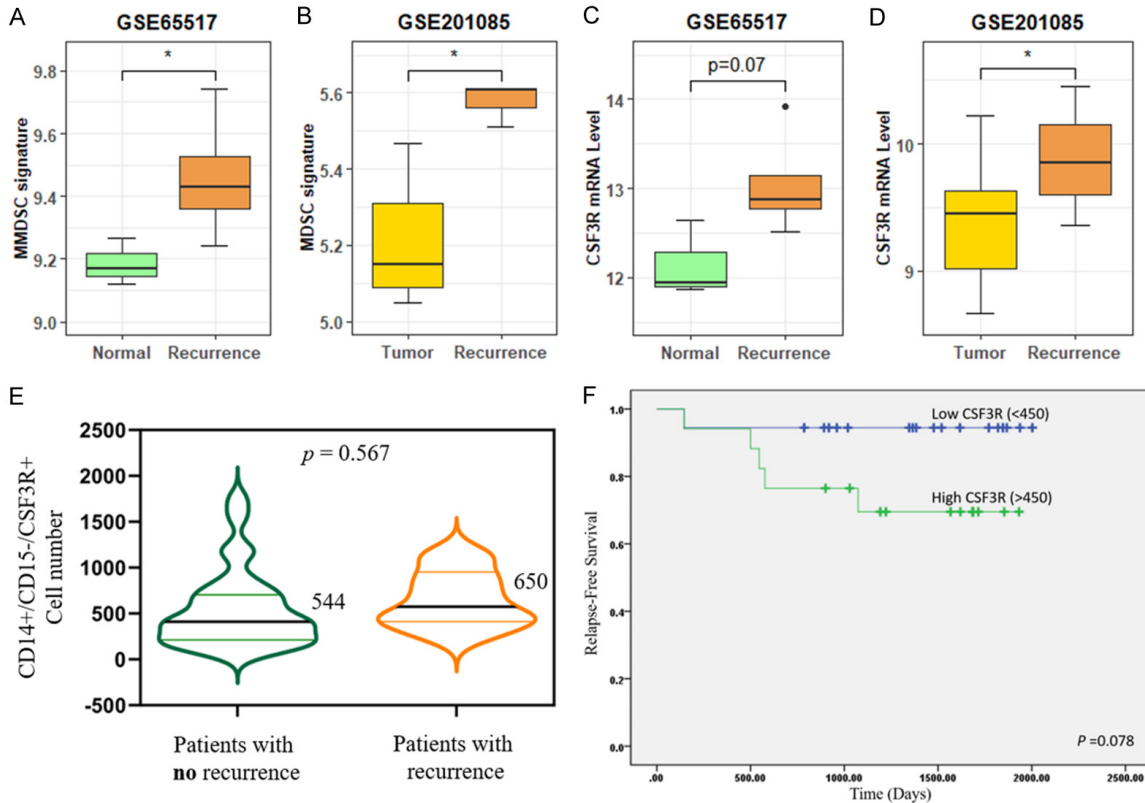 A
GSE65517
*
MMDSC signature
9.8
9.6
9.4
9.2
9.0
Normal
Recurrence
B
GSE201085
*
MDSC signature
5.6
5.4
5.2
5.0
Tumor
Recurrence
C
GSE65517
p=0.07
CSF3R mRNA Level
14
13
12
Normal
Recurrence
D
GSE201085
*
CSF3R mRNA Level
10
9
Tumor
Recurrence
E
CD14+/CD15-/CSF3R+
Cell number
2500
2000
1500
1000
500
0
-500
p = 0.567
544
650
Patients with
no recurrence
Patients with
recurrence
F
Relapse-Free Survival
1.0
0.8
0.6
0.4
0.2
0.0
Low CSF3R (<450)
High CSF3R (>450)
P =0.078
.00
500.00
1000.00
1500.00
2000.00
2500.00
Time (Days)